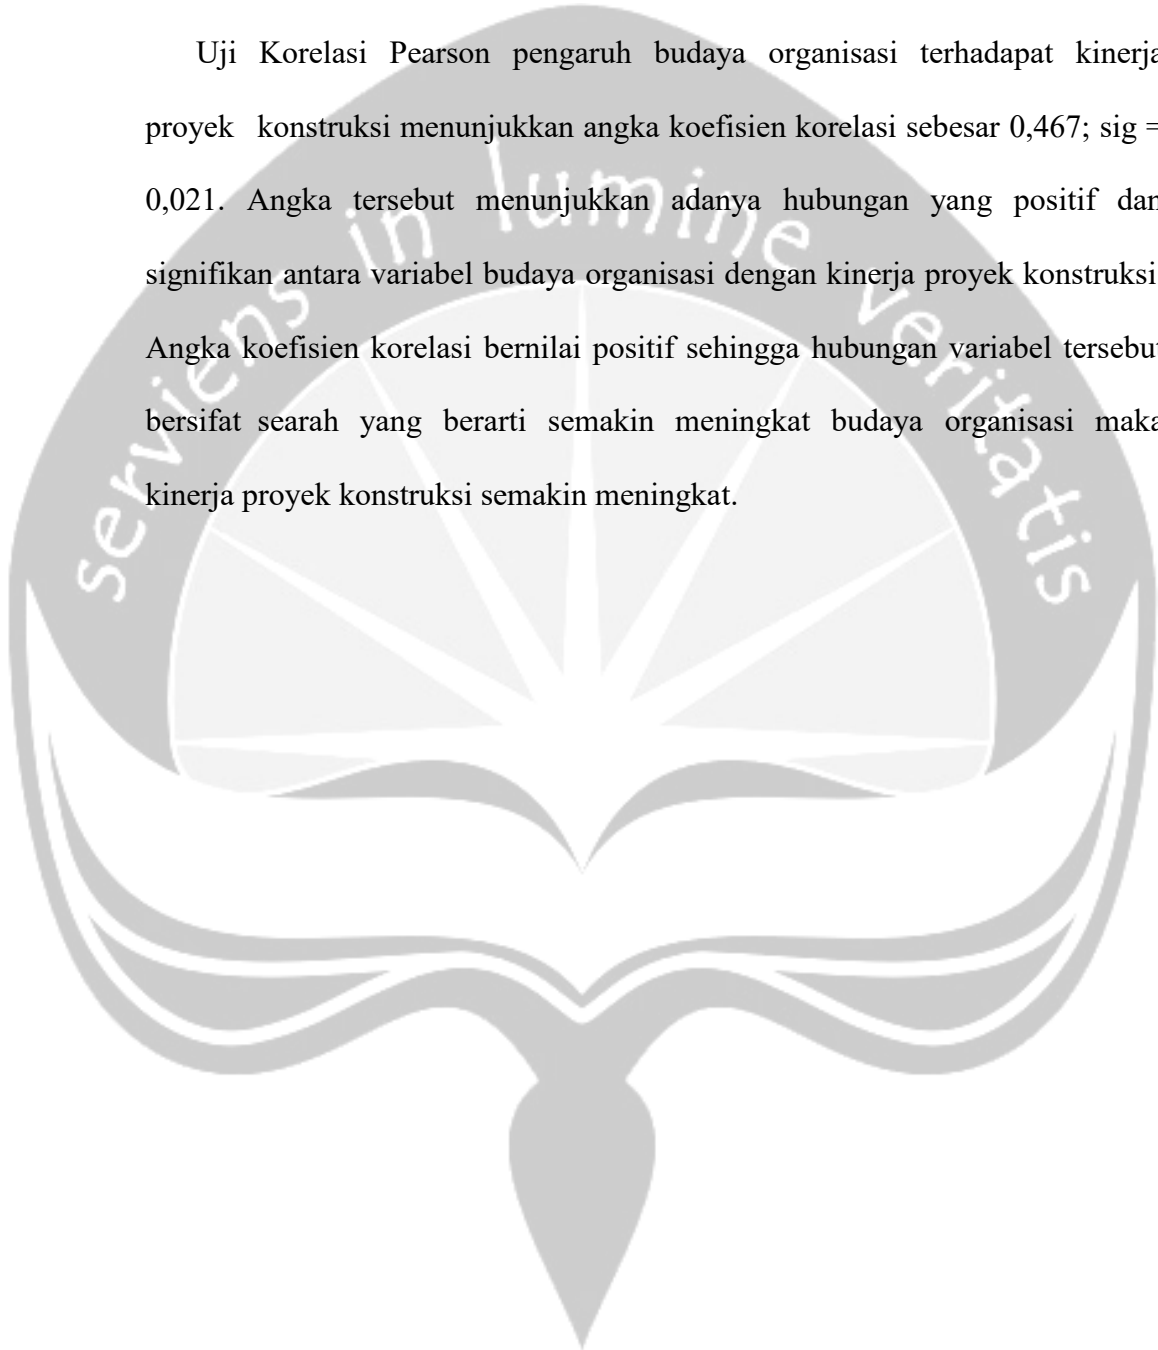 Uji Korelasi Pearson pengaruh budaya organisasi terhadapat kinerja
proyek konstruksi menunjukkan angka koefisien korelasi sebesar 0,467; sig =
0,021. Angka tersebut menunjukkan adanya hubungan yang positif dan
signifikan antara variabel budaya organisasi dengan kinerja proyek konstruksi.
Angka koefisien korelasi bernilai positif sehingga hubungan variabel tersebut
bersifat searah yang berarti semakin meningkat budaya organisasi maka
kinerja proyek konstruksi semakin meningkat.
serviens in lumine veritatis